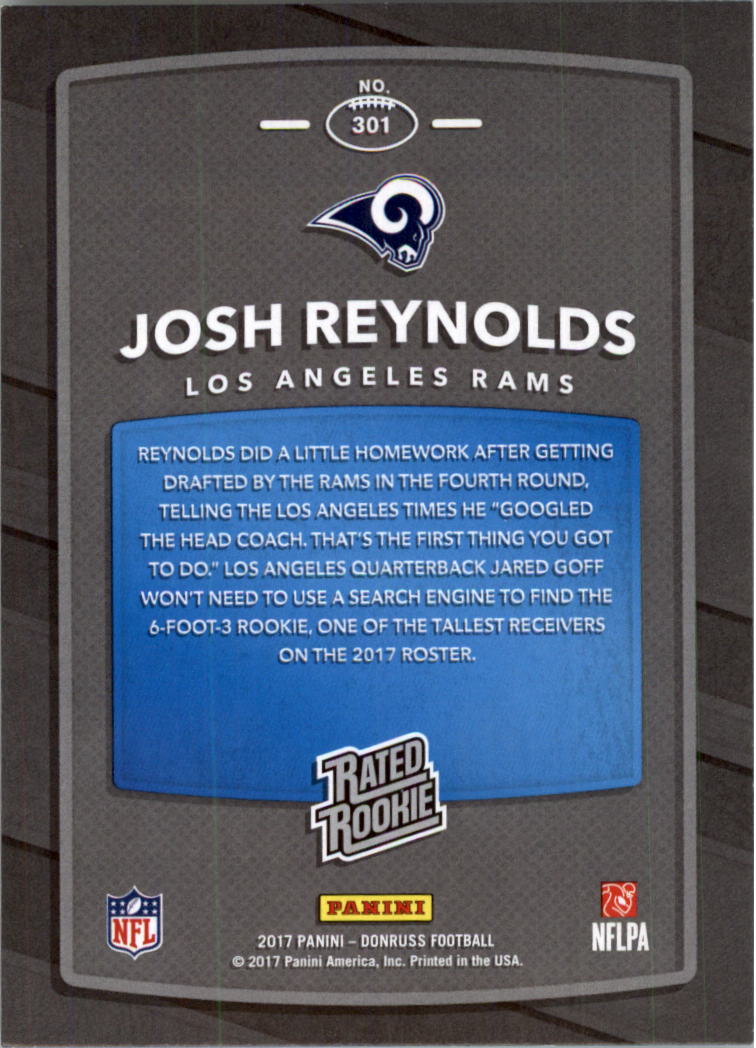 NO.
301
JOSH REYNOLDS
LOS ANGELES RAMS
REYNOLDS DID A LITTLE HOMEWORK AFTER GETTING
DRAFTED BY THE RAMS IN THE FOURTH ROUND,
TELLING THE LOS ANGELES TIMES HE “GOOGLED
THE HEAD COACH. THAT'S THE FIRST THING YOU GOT
TO DO.” LOS ANGELES QUARTERBACK JARED GOFF
WON'T NEED TO USE A SEARCH ENGINE TO FIND THE
6-FOOT-3 ROOKIE, ONE OF THE TALLEST RECEIVERS
ON THE 2017 ROSTER.
RATED
ROOKIE
NFL
PANINI
NFLPA
2017 PANINI – DONRUSS FOOTBALL
© 2017 Panini America, Inc. Printed in the USA.